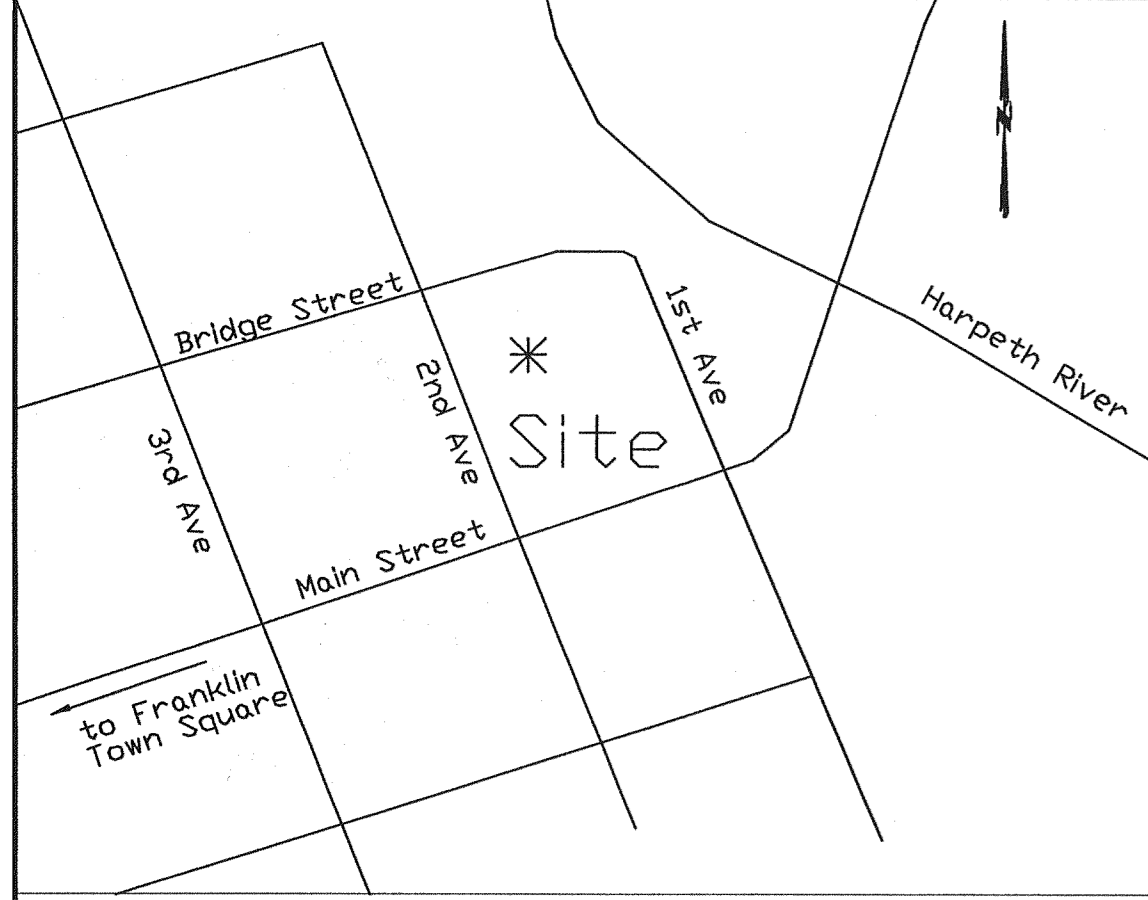 N
Bridge Street
1st Ave
Harpeth River
2nd Ave
Site
3rd Ave
Main Street
to Franklin
Town Square